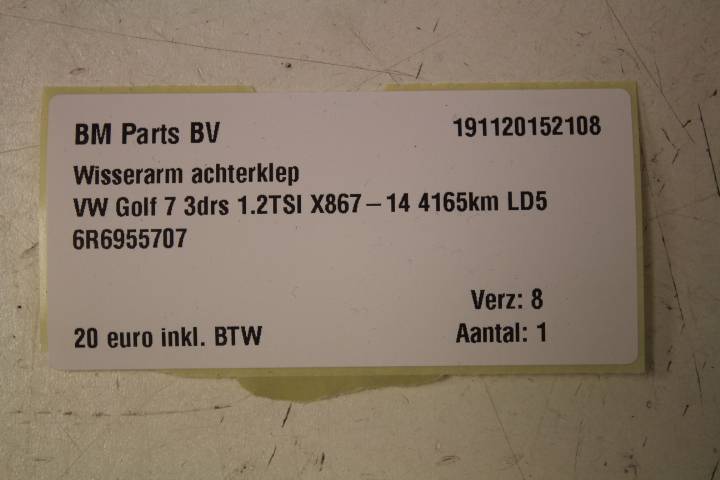 BM Parts BV 191120152108
Wisserarm achterklep
VW Golf 7 3drs 1.2TSI X867-14 4165km LD5
6R6955707
Verz: 8
20 euro inkl. BTW Aantal: 1